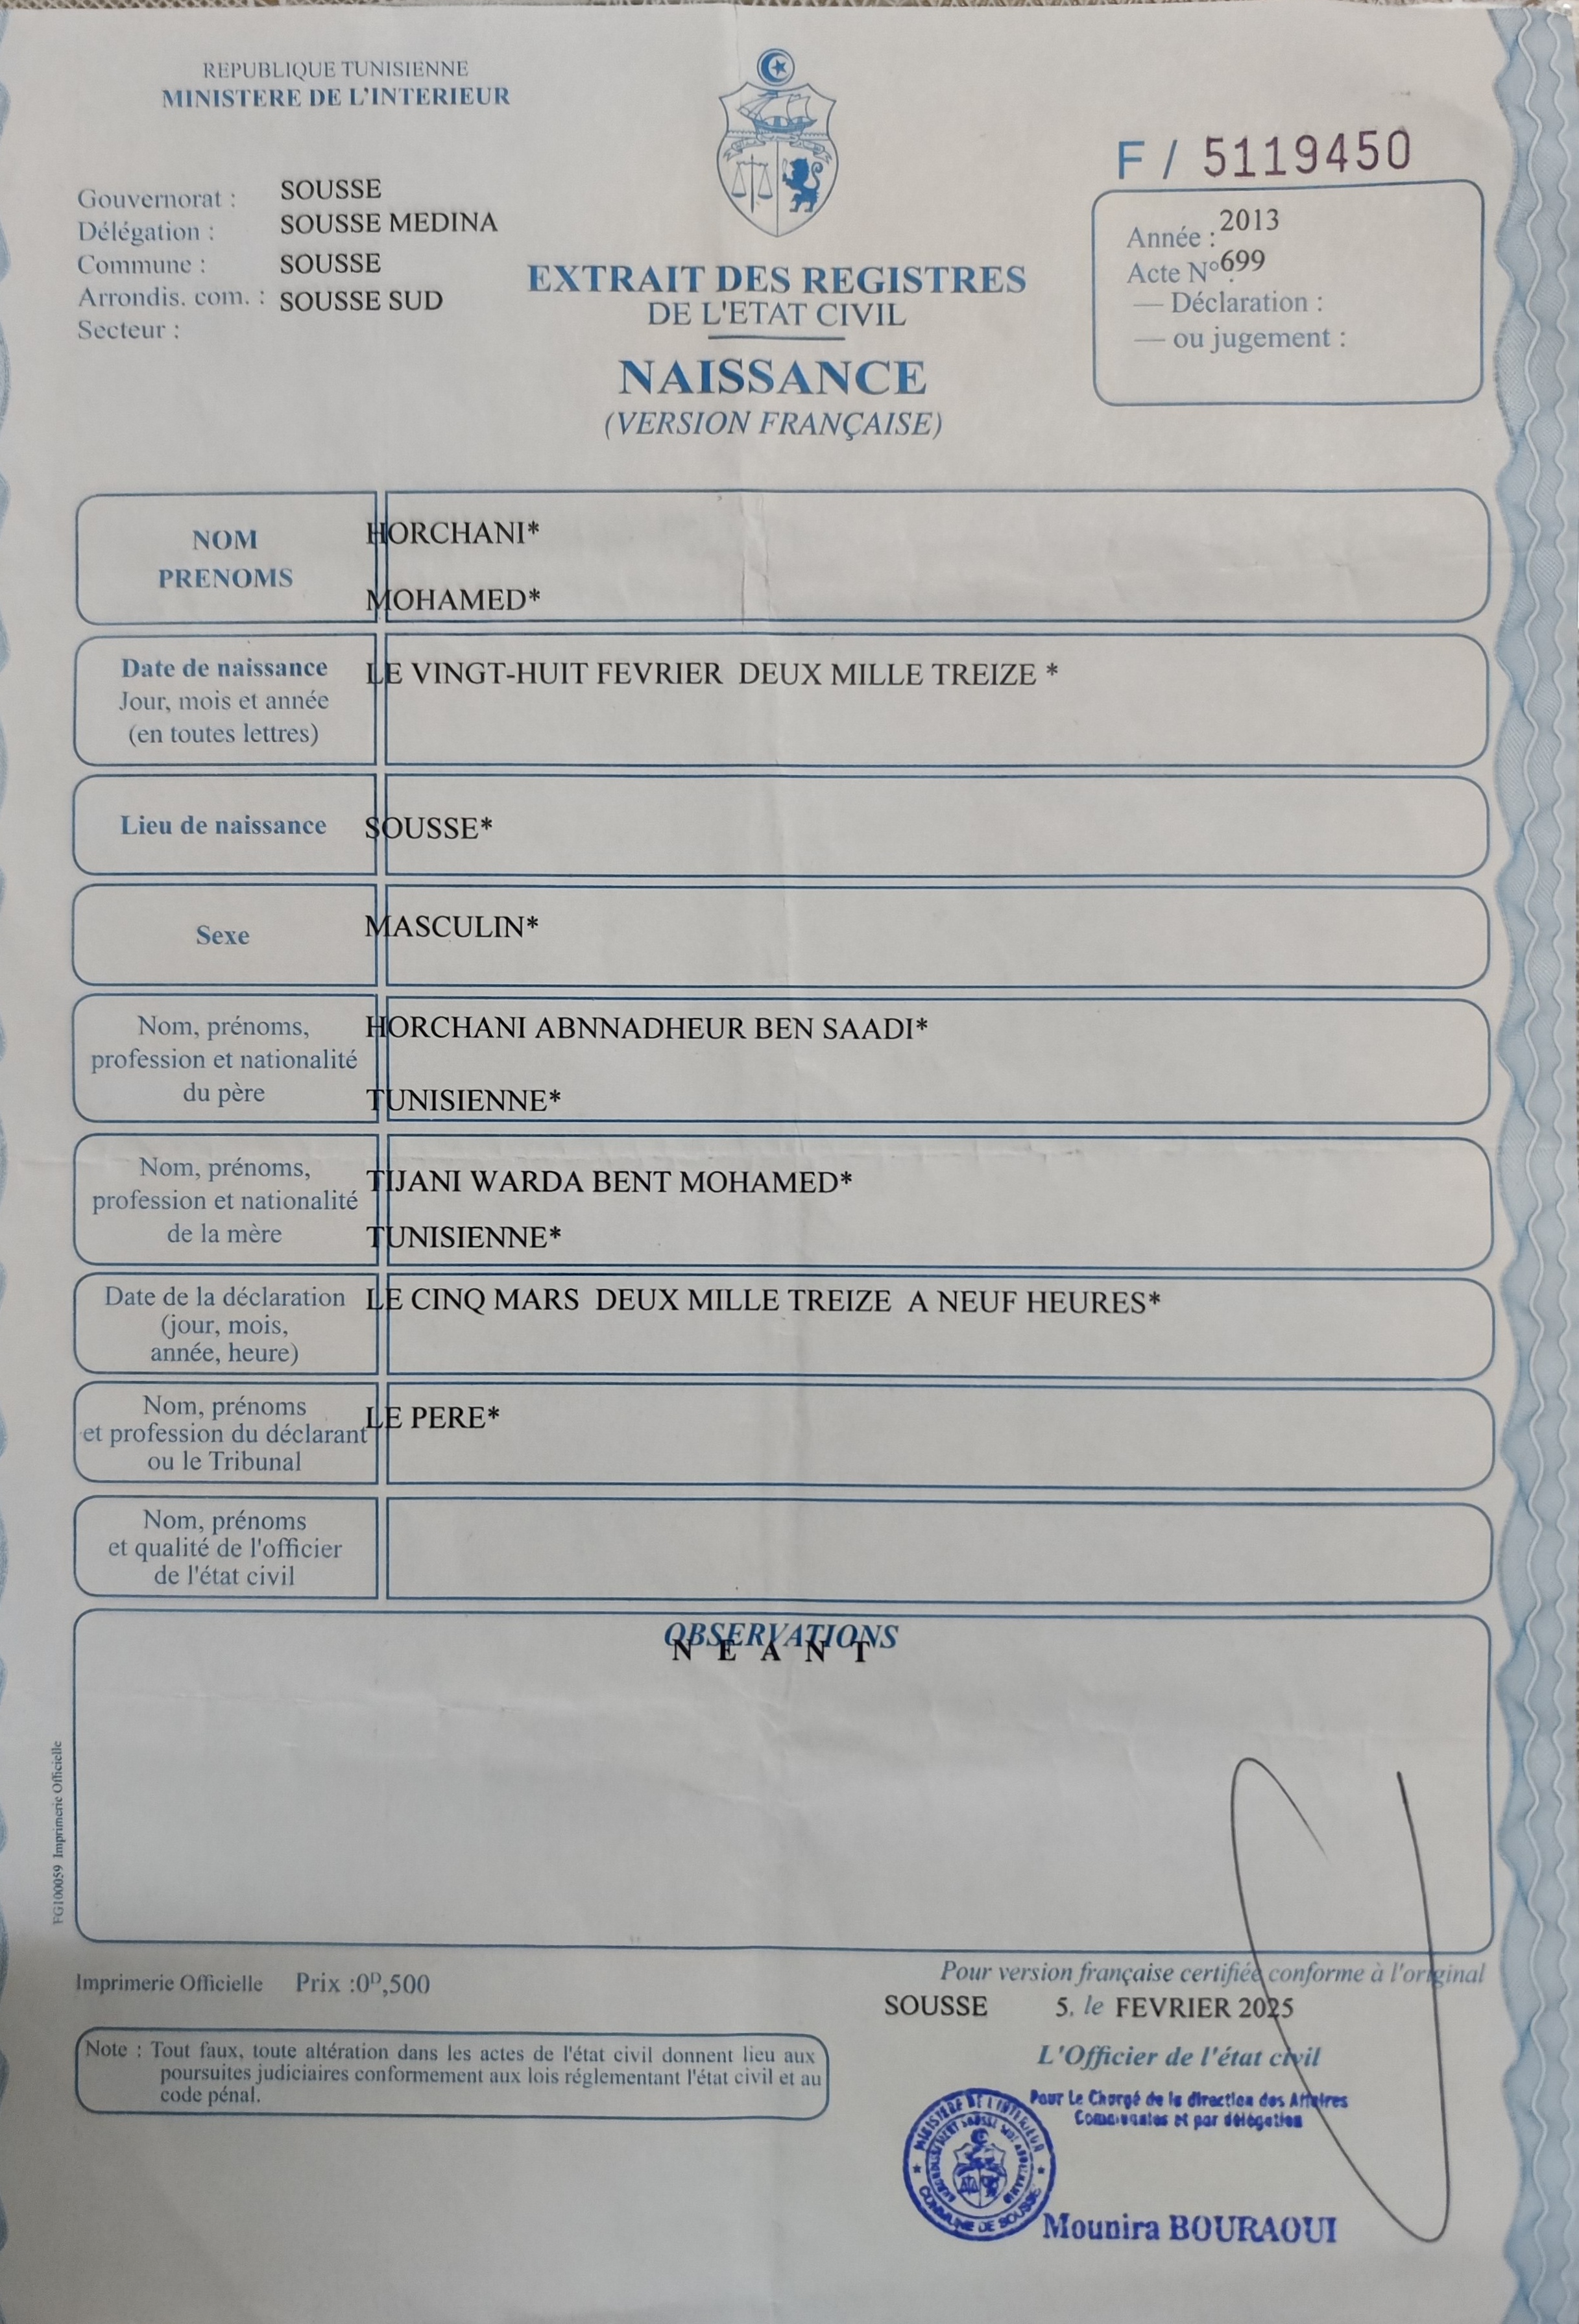 REPUBLIQUE TUNISIENNE
MINISTERE DE L'INTERIEUR
F / 5119450
Gouvernorat : SOUSSE
Délégation : SOUSSE MEDINA
Commune : SOUSSE
Arrondis. com. : SOUSSE SUD
Secteur :
Année : 2013
Acte N° 699
— Déclaration :
— ou jugement :
EXTRAIT DES REGISTRES
DE L'ETAT CIVIL
NAISSANCE
(VERSION FRANÇAISE)
NOM
PRENOMS
HORCHANI*
MOHAMED*
Date de naissance
Jour, mois et année
(en toutes lettres)
LE VINGT-HUIT FEVRIER DEUX MILLE TREIZE *
Lieu de naissance
SOUSSE*
Sexe
MASCULIN*
Nom, prénoms,
profession et nationalité
du père
HORCHANI ABNNADHEUR BEN SAADI*
TUNISIENNE*
Nom, prénoms,
profession et nationalité
de la mère
TIJANI WARDA BENT MOHAMED*
TUNISIENNE*
Date de la déclaration
(jour, mois,
année, heure)
LE CINQ MARS DEUX MILLE TREIZE A NEUF HEURES*
Nom, prénoms
et profession du déclarant
ou le Tribunal
LE PERE*
Nom, prénoms
et qualité de l'officier
de l'état civil
OBSERVATIONS
N E A N T
FG100059 Imprimerie Officielle
Imprimerie Officielle Prix :0D,500
Pour version française certifiée conforme à l'original
SOUSSE 5, le FEVRIER 2025
Note : Tout faux, toute altération dans les actes de l'état civil donnent lieu aux
poursuites judiciaires conformement aux lois réglementant l'état civil et au
code pénal.
L'Officier de l'état civil
Pour Le Chargé de la direction des Affaires
Communales et par délégation
MINISTERE DE L'INTERIEUR
COMMUNE DE SOUSSE
Mounira BOURAOUI